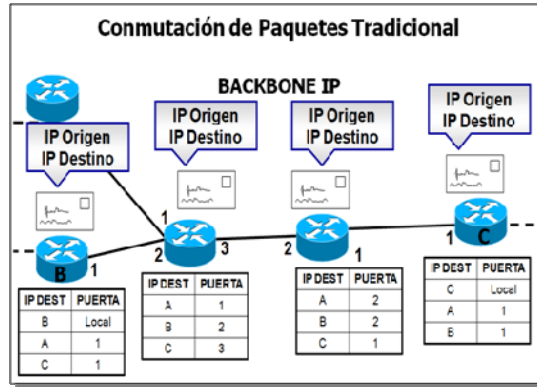 Conmutación de Paquetes Tradicional
BACKBONE IP
IP Origen
IP Destino
IP Origen
IP Destino
IP Origen
IP Destino
IP Origen
IP Destino
B
1
1
2
3
2
1
1
C
IP DEST PUERTA
B Local
A 1
C 1
IP DEST PUERTA
A 1
B 2
C 3
IP DEST PUERTA
A 2
B 2
C 1
IP DEST PUERTA
C Local
A 1
B 1